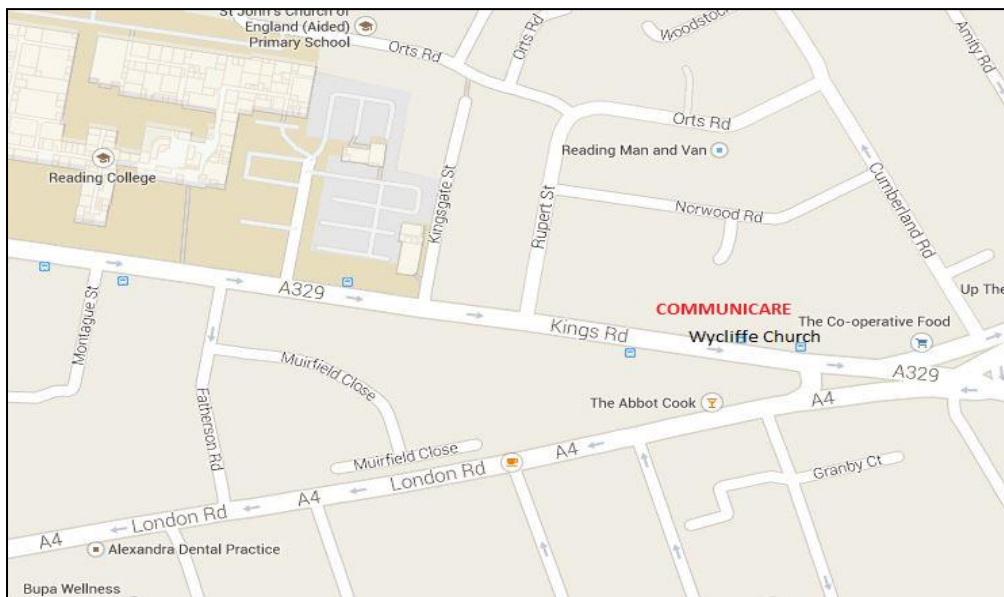 St John's Church of
England (Aided)
Primary School
Orts Rd
Orts Rd
Woodstock
Amity Rd
Orts Rd
Reading Man and Van
Reading College
Kingsgate St
Rupert St
Norwood Rd
Cumberland Rd
A329
Montague St
Kings Rd
COMMUNICARE
Wycliffe Church
The Co-operative Food
Up The
A329
Muirfield Close
Fatherson Rd
The Abbot Cook
A4
Muirfield Close
A4
London Rd
A4
Granby Ct
London Rd
A4
Alexandra Dental Practice
Bupa Wellness